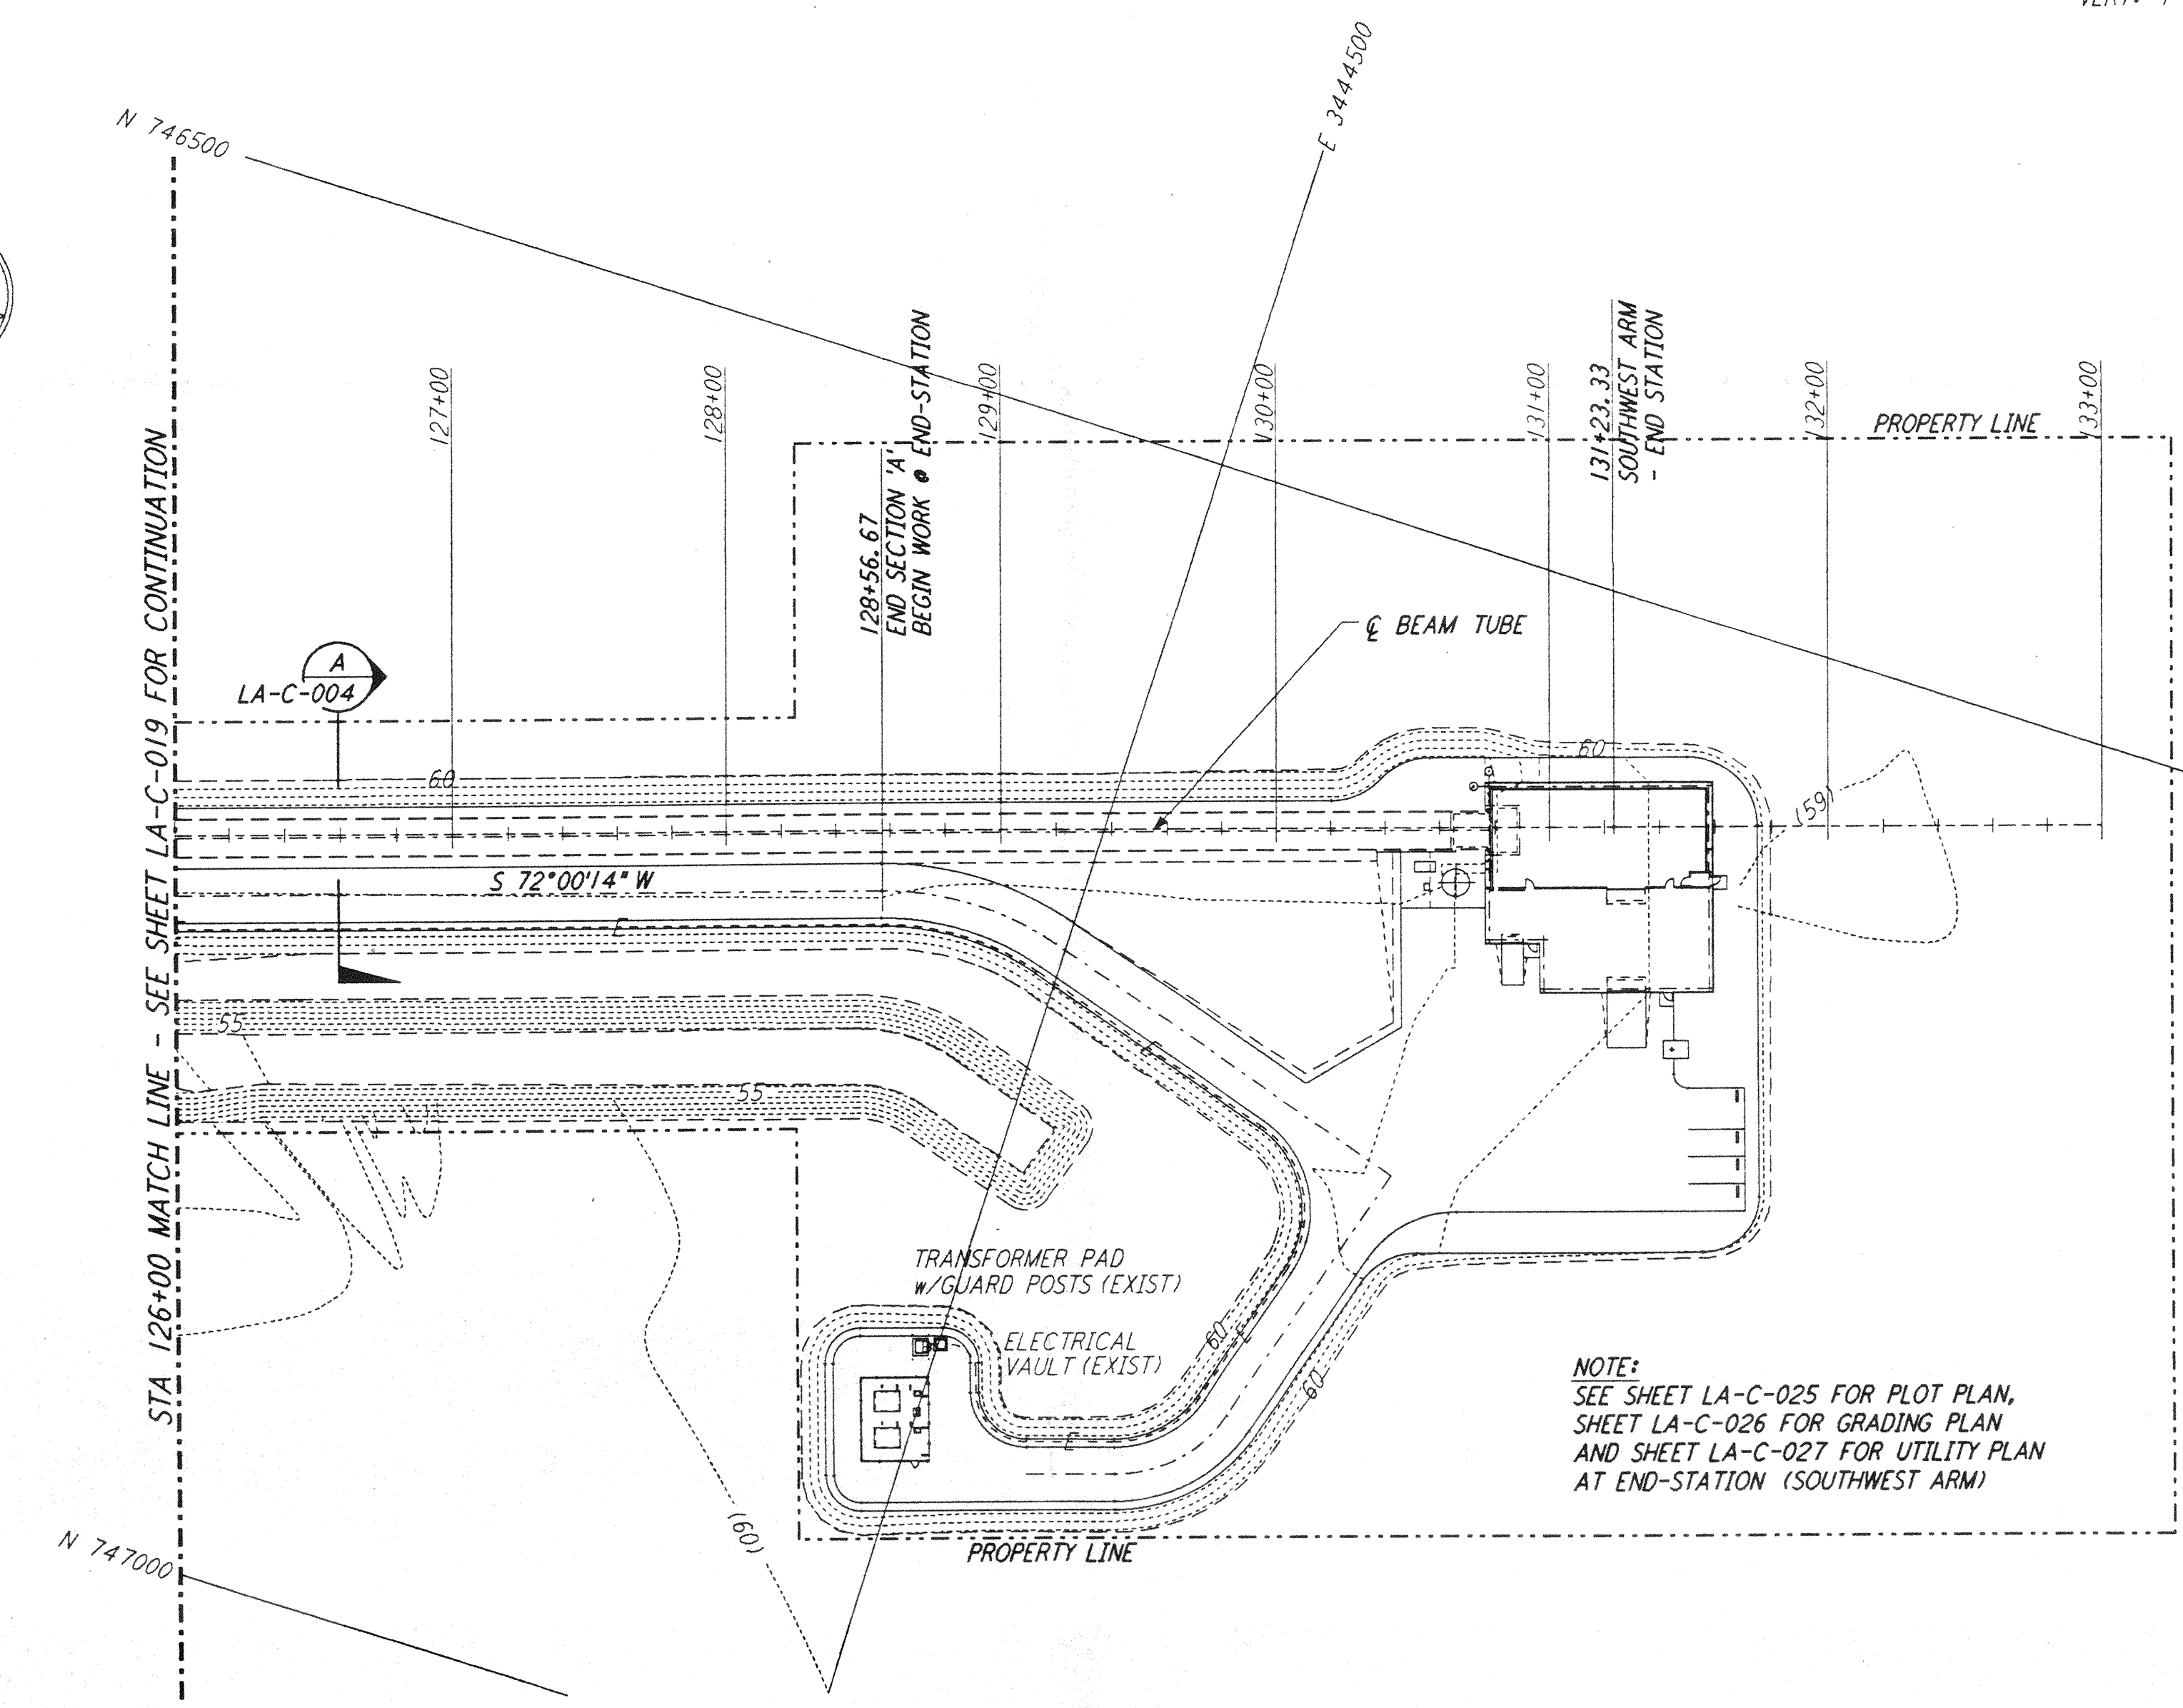 N 746500
E 3444500
STA 126+00 MATCH LINE - SEE SHEET LA-C-019 FOR CONTINUATION
127+00
128+00
128+56.67
END SECTION 'A'
BEGIN WORK @ END-STATION
129+00
130+00
131+00
131+23.33
SOUTHWEST ARM
- END STATION
132+00
133+00
PROPERTY LINE
℄ BEAM TUBE
A
LA-C-004
60
60
(59)
S 72°00'14" W
55
55
TRANSFORMER PAD
w/GUARD POSTS (EXIST)
ELECTRICAL
VAULT (EXIST)
60
60
NOTE:
SEE SHEET LA-C-025 FOR PLOT PLAN,
SHEET LA-C-026 FOR GRADING PLAN
AND SHEET LA-C-027 FOR UTILITY PLAN
AT END-STATION (SOUTHWEST ARM)
(60)
PROPERTY LINE
N 747000